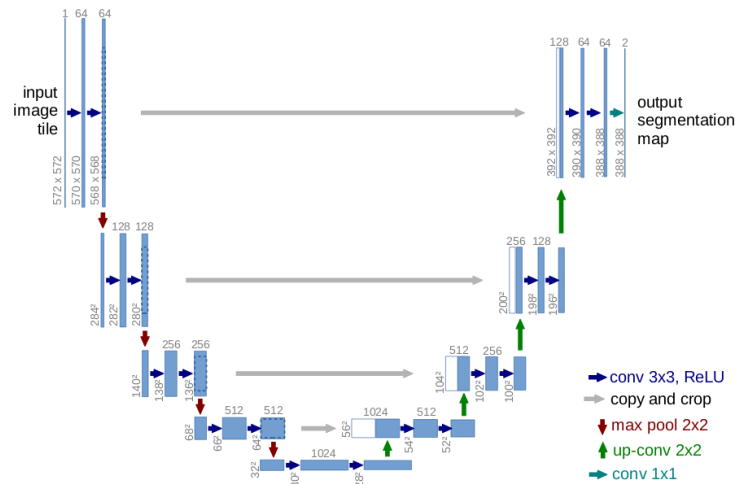 1 64 64
128 64 64 2
input
image
tile
output
segmentation
map
572 x 572
570 x 570
568 x 568
392 x 392
390 x 390
388 x 388
388 x 388
128 128
256 128
284²
282²
280²
200²
198²
196²
256 256
512 256
140²
138²
136²
104²
102²
100²
512 512
1024 512
68²
66²
64²
56²
54²
52²
1024
32²
conv 3x3, ReLU
copy and crop
max pool 2x2
up-conv 2x2
conv 1x1